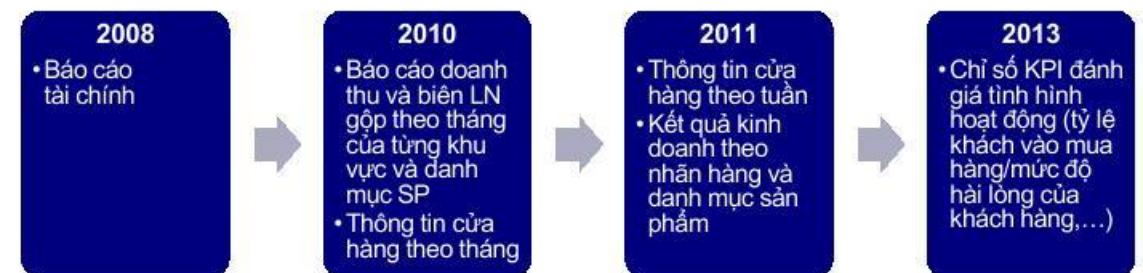 2008
• Báo cáo
tài chính
2010
• Báo cáo doanh
thu và biên LN
gộp theo tháng
của từng khu
vực và danh
mục SP
• Thông tin cửa
hàng theo tháng
2011
• Thông tin cửa
hàng theo tuần
• Kết quả kinh
doanh theo
nhãn hàng và
danh mục sản
phẩm
2013
• Chỉ số KPI đánh
giá tình hình
hoạt động (tỷ lệ
khách vào mua
hàng/mức độ
hài lòng của
khách hàng,…)